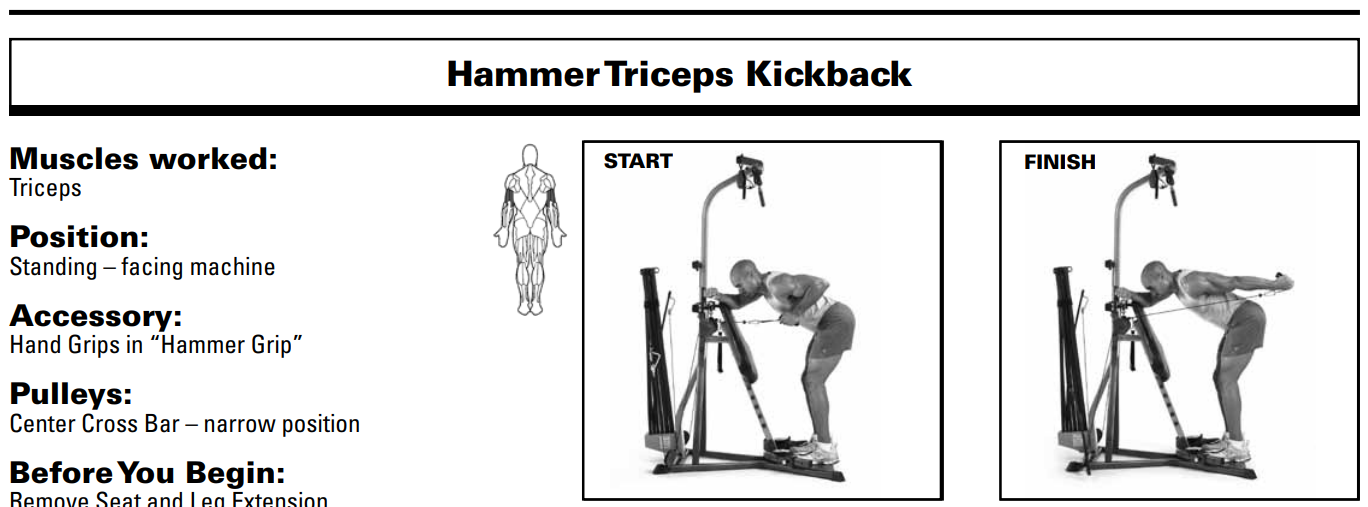 Hammer Triceps Kickback
Muscles worked:
Triceps
Position:
Standing – facing machine
Accessory:
Hand Grips in “Hammer Grip”
Pulleys:
Center Cross Bar – narrow position
Before You Begin:
Remove Seat and Leg Extension
START
FINISH